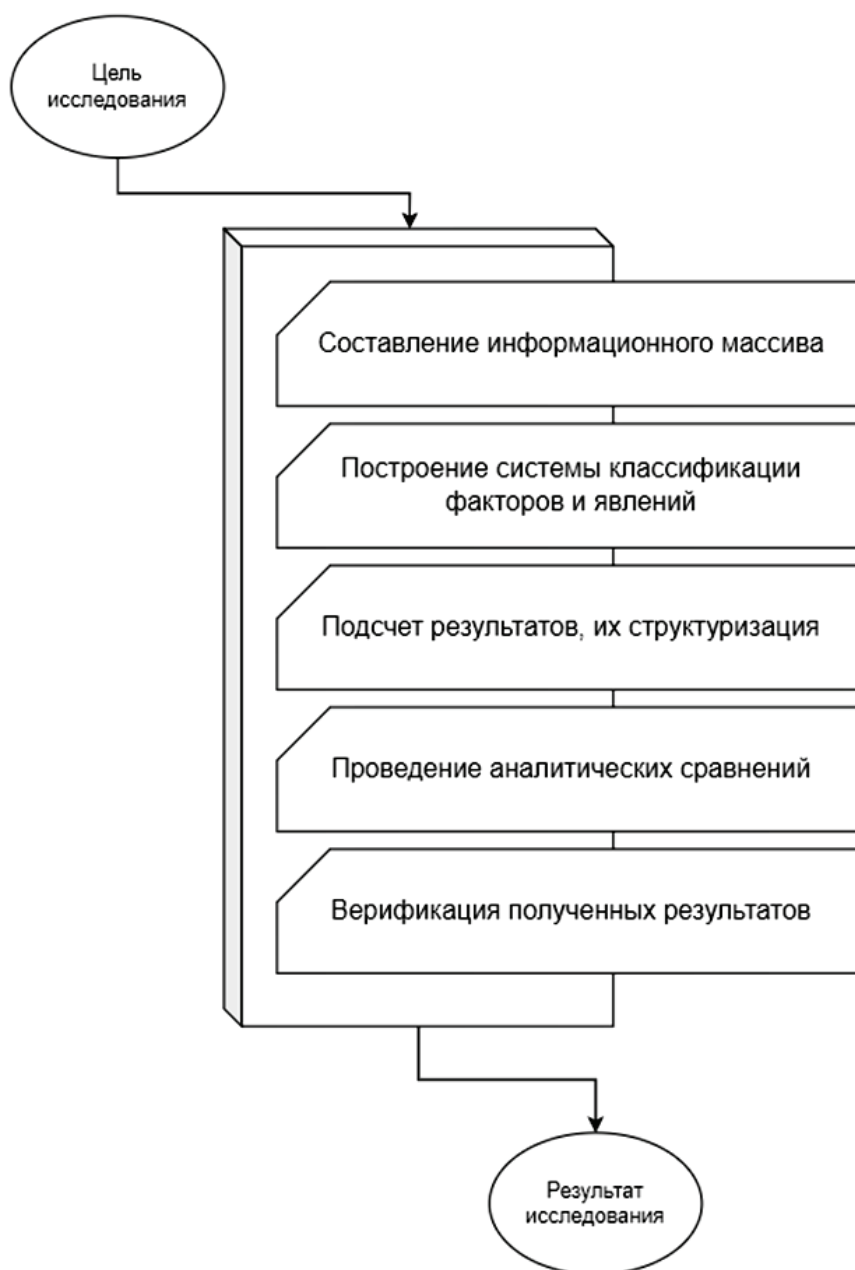 Цель
исследования
Составление информационного массива
Построение системы классификации
факторов и явлений
Подсчет результатов, их структуризация
Проведение аналитических сравнений
Верификация полученных результатов
Результат
исследования